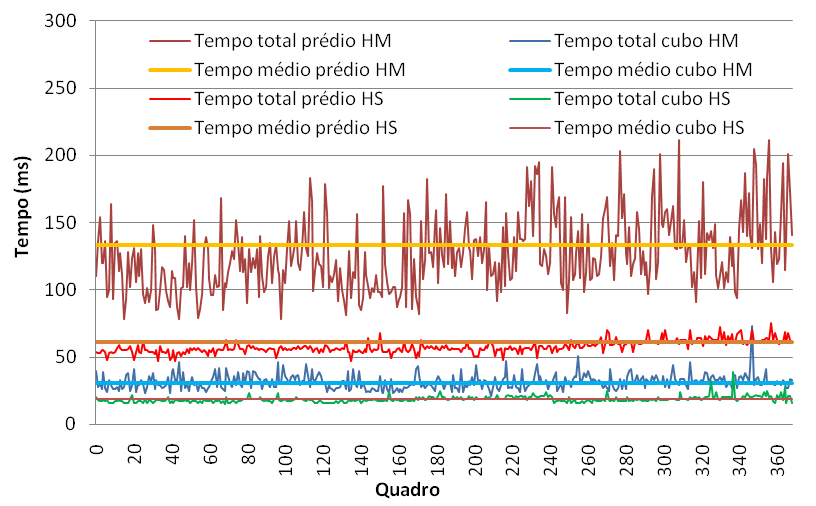 300
250
200
150
100
50
0
Tempo (ms)
Tempo total prédio HM
Tempo total cubo HM
Tempo médio prédio HM
Tempo médio cubo HM
Tempo total prédio HS
Tempo total cubo HS
Tempo médio prédio HS
Tempo médio cubo HS
0 20 40 60 80 100 120 140 160 180 200 220 240 260 280 300 320 340 360
Quadro